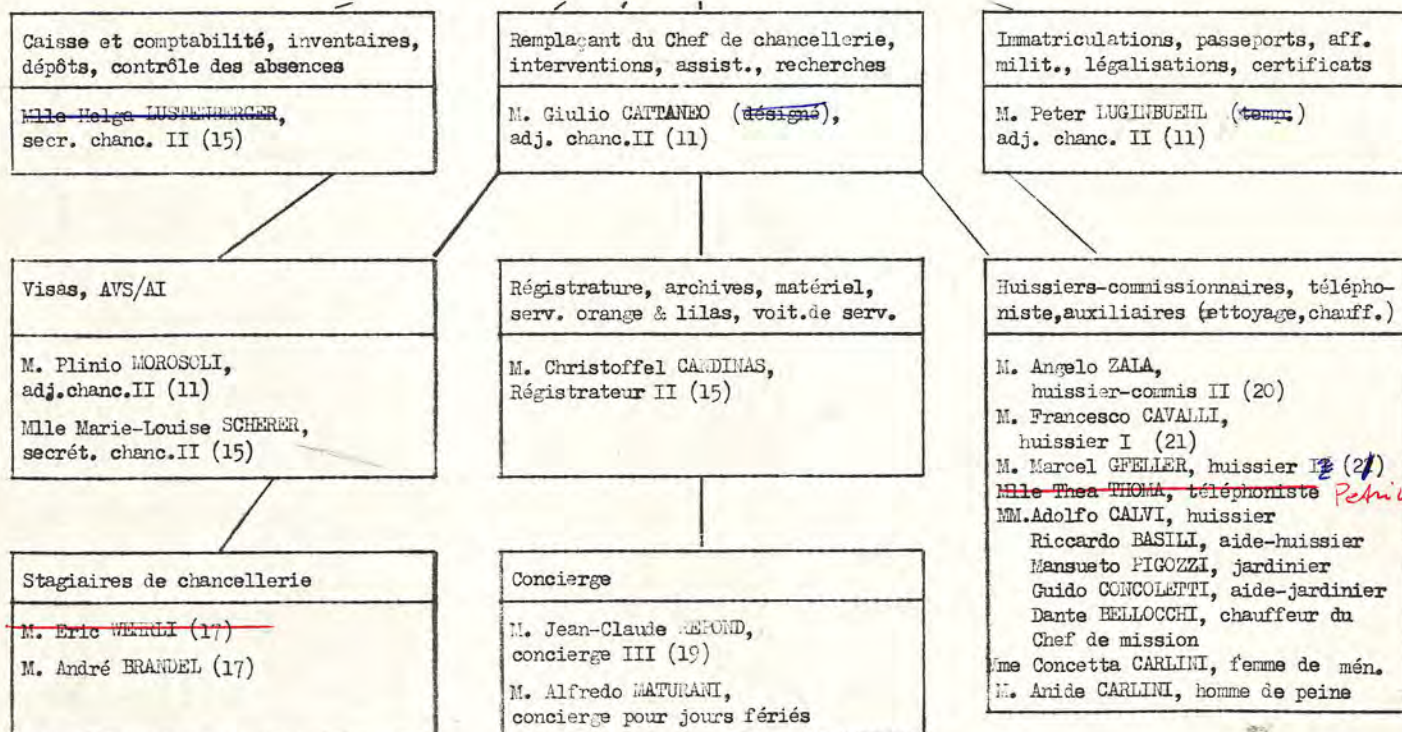 Caisse et comptabilité, inventaires,
dépôts, contrôle des absences
Mlle Helga LUSTENBERGER,
secr. chanc. II (15)
Remplaçant du Chef de chancellerie,
interventions, assist., recherches
M. Giulio CATTANEO (désigné),
adj. chanc.II (11)
Immatriculations, passeports, aff.
milit., légalisations, certificats
M. Peter LUGINBUEHL (temp.)
adj. chanc. II (11)
Visas, AVS/AI
M. Plinio MOROSOLI,
adj.chanc.II (11)
Mlle Marie-Louise SCHERER,
secrét. chanc.II (15)
Régistrature, archives, matériel,
serv. orange & lilas, voit.de serv.
M. Christoffel CADINAS,
Régistrateur II (15)
Huissiers-commissionnaires, télépho-
niste,auxiliaires (nettoyage,chauff.)
M. Angelo ZALA,
huissier-commis II (20)
M. Francesco CAVALLI,
huissier I (21)
M. Marcel GFELLER, huissier I (21)
Mlle Thea THOMA, téléphoniste
MM.Adolfo CALVI, huissier
Riccardo BASILI, aide-huissier
Mansueto PIGOZZI, jardinier
Guido CONCOLETTI, aide-jardinier
Dante BELLOCCHI, chauffeur du
Chef de mission
Mme Concetta CARLINI, femme de mén.
M. Anide CARLINI, homme de peine
Stagiaires de chancellerie
M. Eric WEHRLI (17)
M. André BRANDEL (17)
Concierge
M. Jean-Claude REPOND,
concierge III (19)
M. Alfredo MATURANI,
concierge pour jours fériés